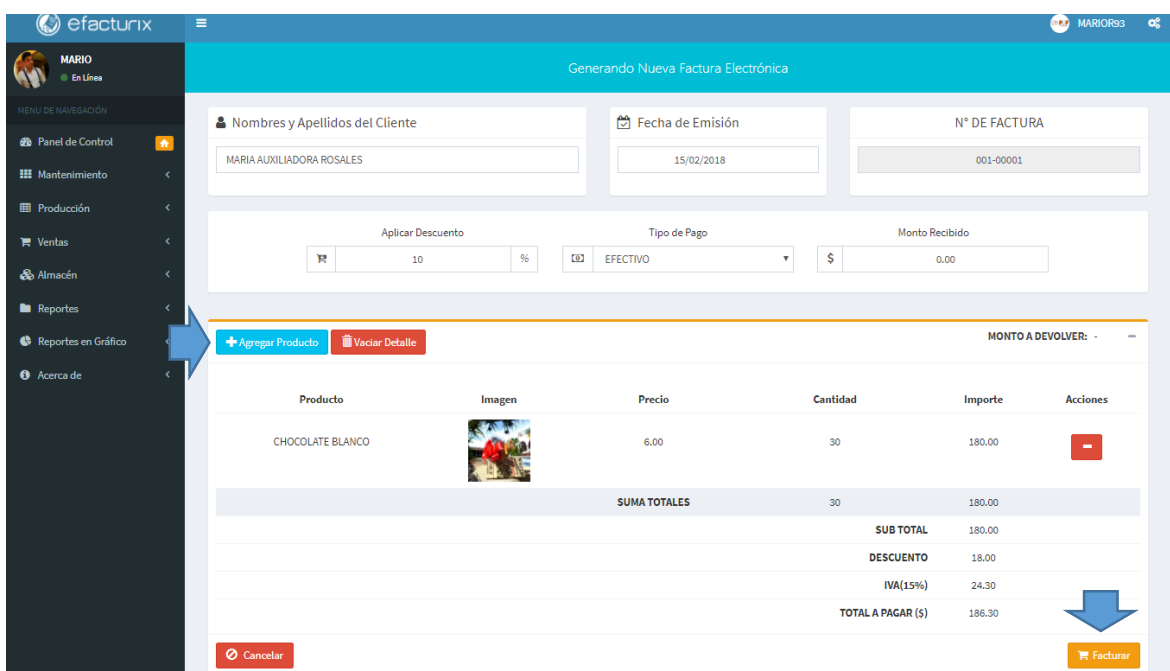 efacturix
MARIOR93
MARIO
En Línea
MENU DE NAVEGACIÓN
Panel de Control
Mantenimiento
Producción
Ventas
Almacén
Reportes
Reportes en Gráfico
Acerca de
Generando Nueva Factura Electrónica
Nombres y Apellidos del Cliente
MARIA AUXILIADORA ROSALES
Fecha de Emisión
15/02/2018
N° DE FACTURA
001-00001
Aplicar Descuento
10 %
Tipo de Pago
EFECTIVO
Monto Recibido
$ 0.00
Agregar Producto Vaciar Detalle MONTO A DEVOLVER: -
Producto Imagen Precio Cantidad Importe Acciones
CHOCOLATE BLANCO 6.00 30 180.00
SUMA TOTALES 30 180.00
SUB TOTAL 180.00
DESCUENTO 18.00
IVA(15%) 24.30
TOTAL A PAGAR ($) 186.30
Cancelar Facturar